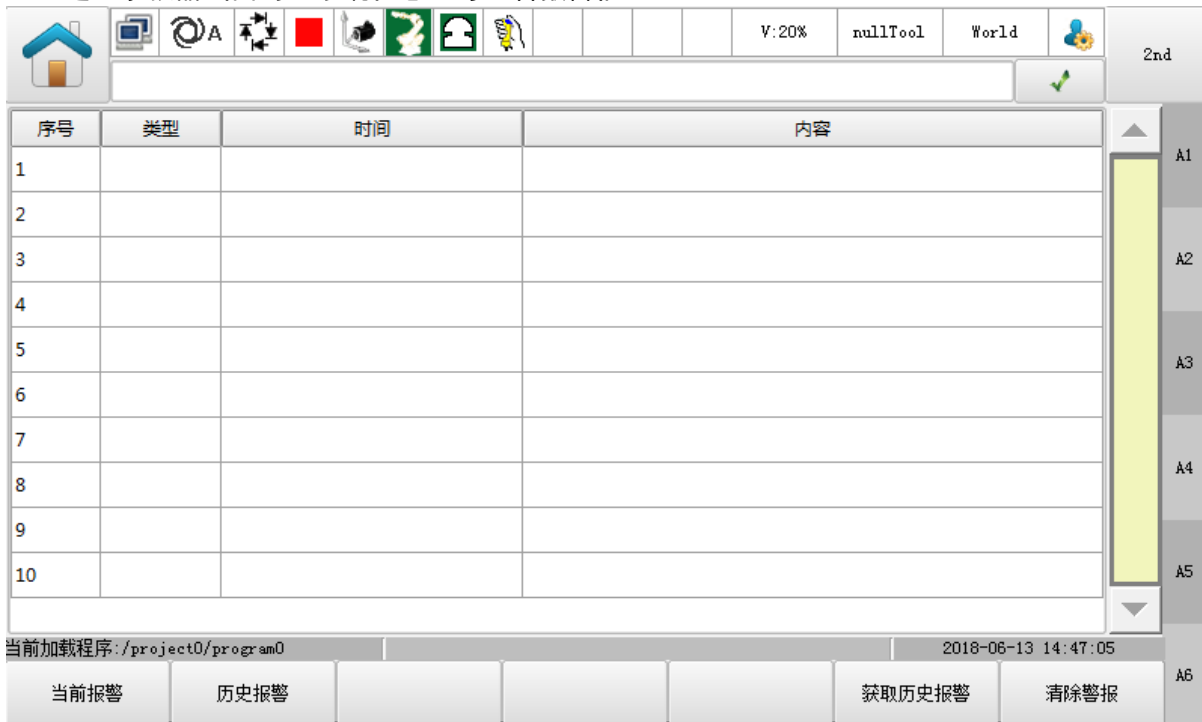 A
V:20%
nullTool
World
2nd
序号 类型 时间 内容
1
2
3
4
5
6
7
8
9
10
A1
A2
A3
A4
A5
A6
当前加载程序:/project0/program0
2018-06-13 14:47:05
当前报警 历史报警 获取历史报警 清除警报